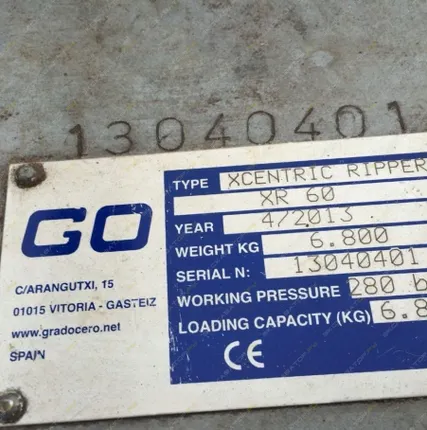 13040401
GO
C/ARANGUTXI, 15
01015 VITORIA - GASTEIZ
www.gradocero.net
SPAIN
TYPE XCENTRIC RIPPER
XR 60
YEAR 4/2013
WEIGHT KG 6.800
SERIAL N: 13040401
WORKING PRESSURE 280 b
LOADING CAPACITY (KG) 6.8
CE